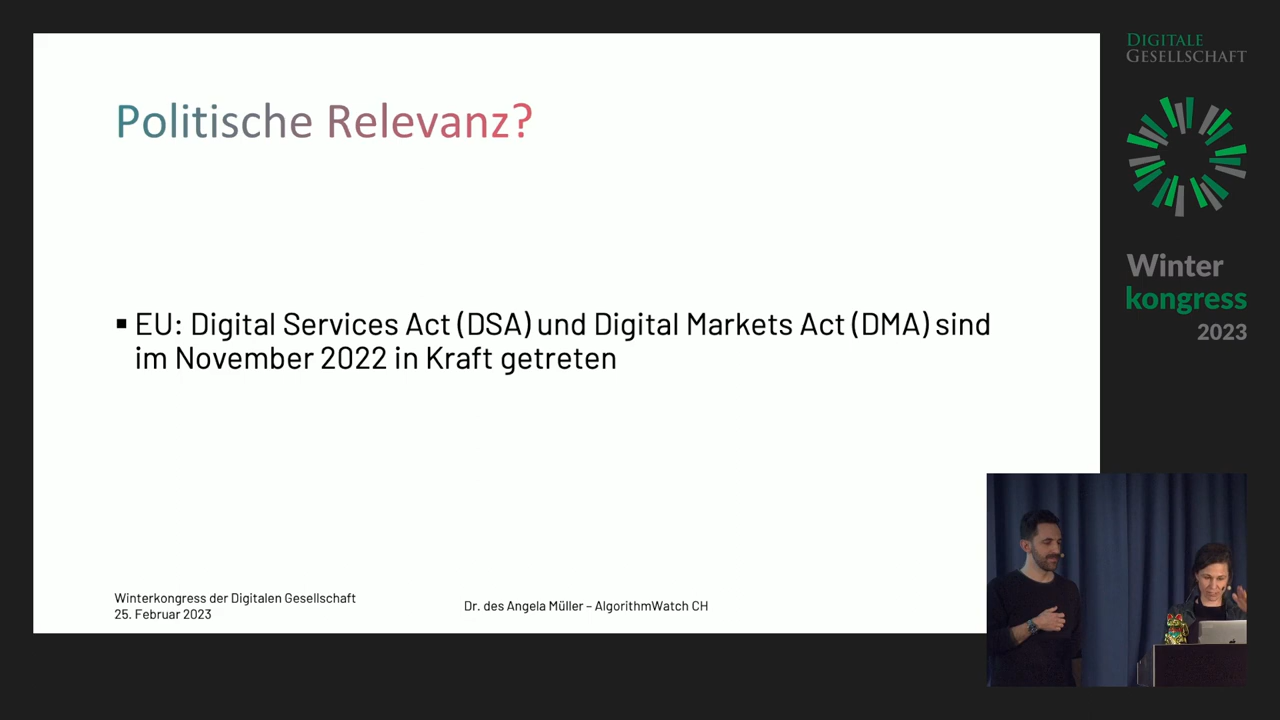 Politische Relevanz?
▪ EU: Digital Services Act (DSA) und Digital Markets Act (DMA) sind
im November 2022 in Kraft getreten
Winterkongress der Digitalen Gesellschaft
25. Februar 2023
Dr. des Angela Müller – AlgorithmWatch CH
DIGITALE
GESELLSCHAFT
Winter
kongress
2023